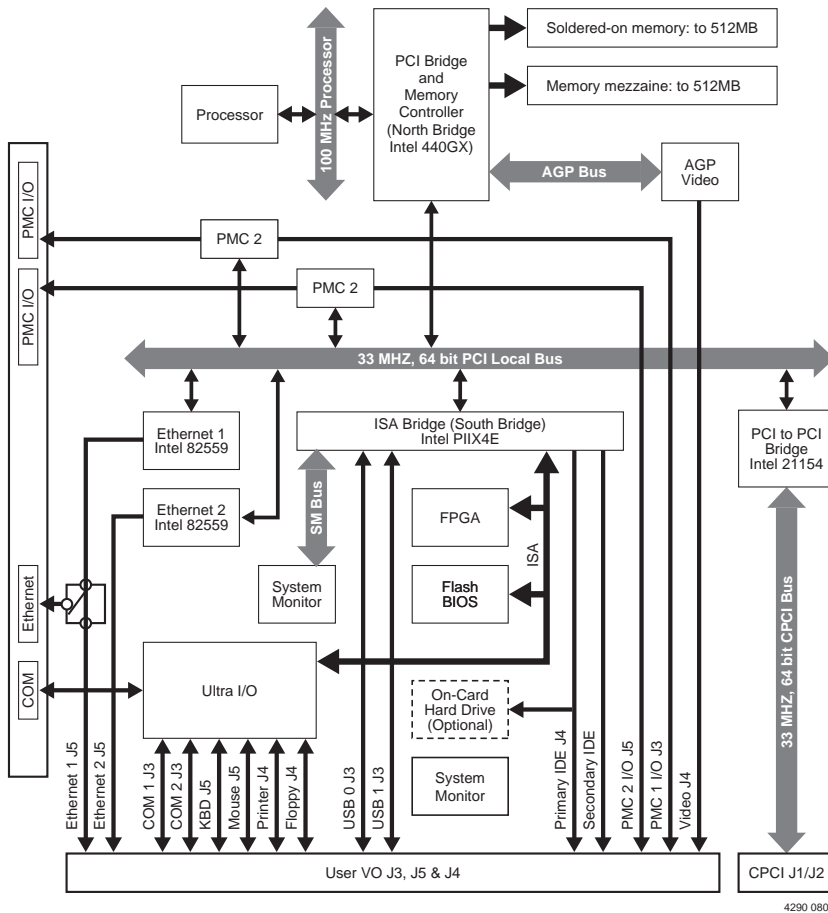 Soldered-on memory: to 512MB
PCI Bridge
and
Memory
Controller
(North Bridge
Intel 440GX)
Memory mezzaine: to 512MB
100 MHz Processor
Processor
AGP Bus
AGP
Video
PMC I/O
PMC 2
PMC I/O
PMC 2
33 MHZ, 64 bit PCI Local Bus
Ethernet 1
Intel 82559
ISA Bridge (South Bridge)
Intel PIIX4E
PCI to PCI
Bridge
Intel 21154
Ethernet 2
Intel 82559
SM Bus
FPGA
ISA
System
Monitor
Flash
BIOS
Ethernet
COM
Ultra I/O
On-Card
Hard Drive
(Optional)
33 MHZ, 64 bit CPCI Bus
System
Monitor
Ethernet 1 J5
Ethernet 2 J5
COM 1 J3
COM 2 J3
KBD J5
Mouse J5
Printer J4
Floppy J4
USB 0 J3
USB 1 J3
Primary IDE J4
Secondary IDE
PMC 2 I/O J5
PMC 1 I/O J3
Video J4
User VO J3, J5 & J4
CPCI J1/J2
4290 080